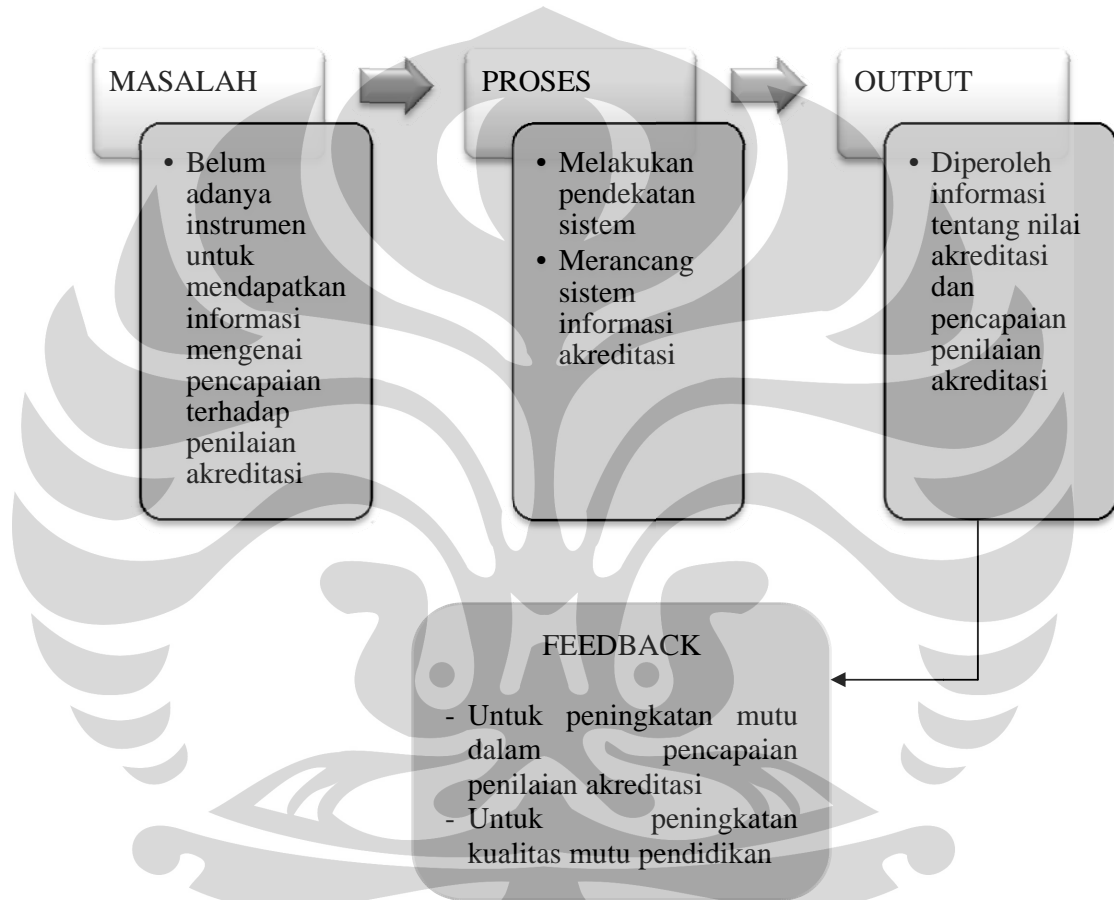 MASALAH
• Belum
adanya
instrumen
untuk
mendapatkan
informasi
mengenai
pencapaian
terhadap
penilaian
akreditasi
PROSES
• Melakukan
pendekatan
sistem
• Merancang
sistem
informasi
akreditasi
OUTPUT
• Diperoleh
informasi
tentang nilai
akreditasi
dan
pencapaian
penilaian
akreditasi
FEEDBACK
- Untuk peningkatan mutu
dalam pencapaian
penilaian akreditasi
- Untuk peningkatan
kualitas mutu pendidikan